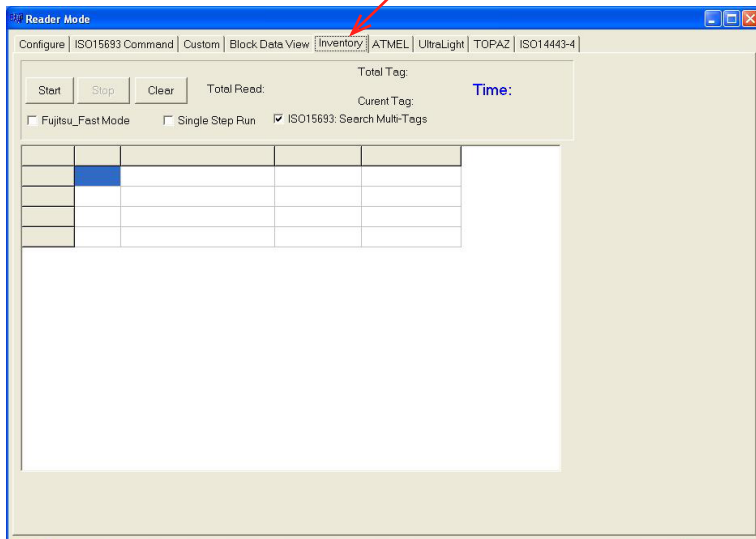 Reader Mode
Configure ISO15693 Command Custom Block Data View Inventory ATMEL UltraLight TOPAZ ISO14443-4
Total Tag:
Start Stop Clear Total Read: Time:
Curent Tag:
Fujitsu_Fast Mode Single Step Run ISO15693: Search Multi-Tags